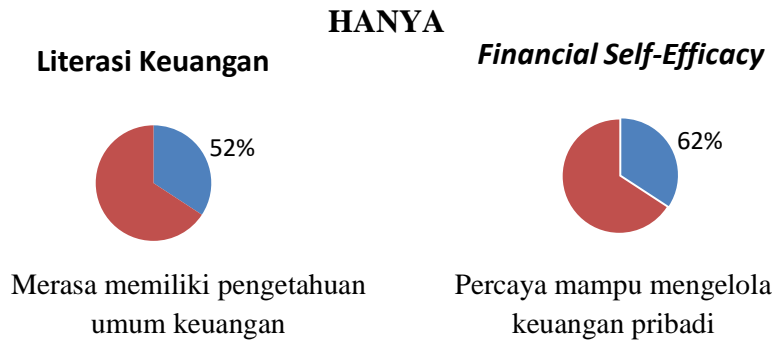 HANYA
Literasi Keuangan
Financial Self-Efficacy
52%
62%
Merasa memiliki pengetahuan
umum keuangan
Percaya mampu mengelola
keuangan pribadi